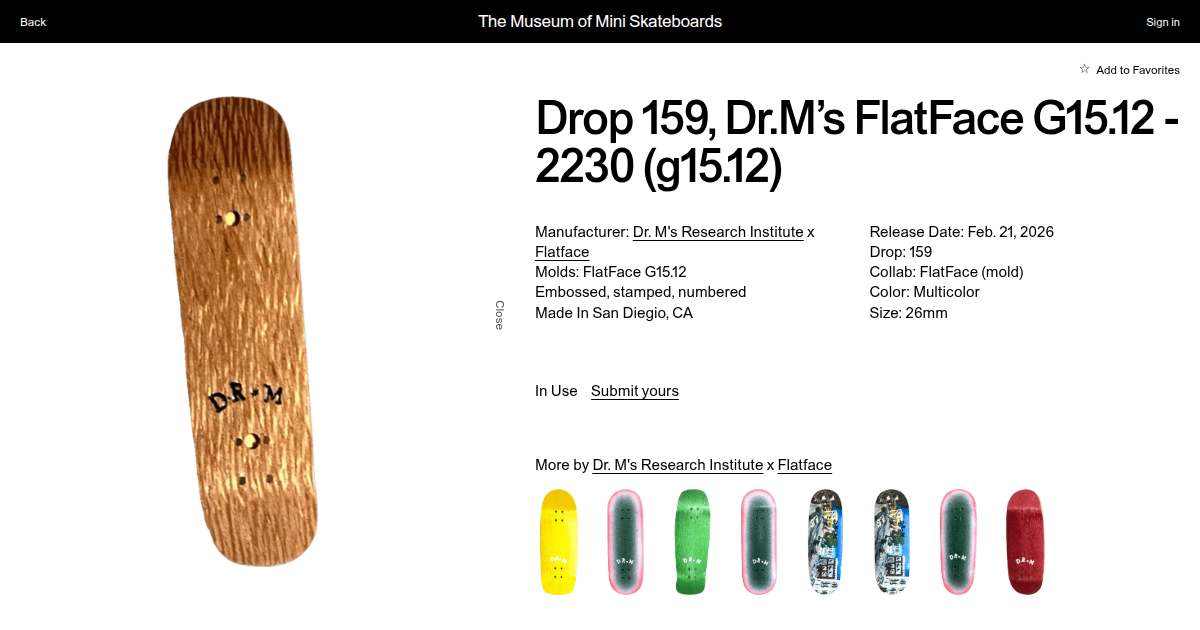 Back
The Museum of Mini Skateboards
Sign in
☆ Add to Favorites
Drop 159, Dr.M’s FlatFace G15.12 -
2230 (g15.12)
Manufacturer: Dr. M's Research Institute x
Flatface
Molds: FlatFace G15.12
Embossed, stamped, numbered
Made In San Diegio, CA
Release Date: Feb. 21, 2026
Drop: 159
Collab: FlatFace (mold)
Color: Multicolor
Size: 26mm
Close
D.R・M
In Use Submit yours
More by Dr. M's Research Institute x Flatface